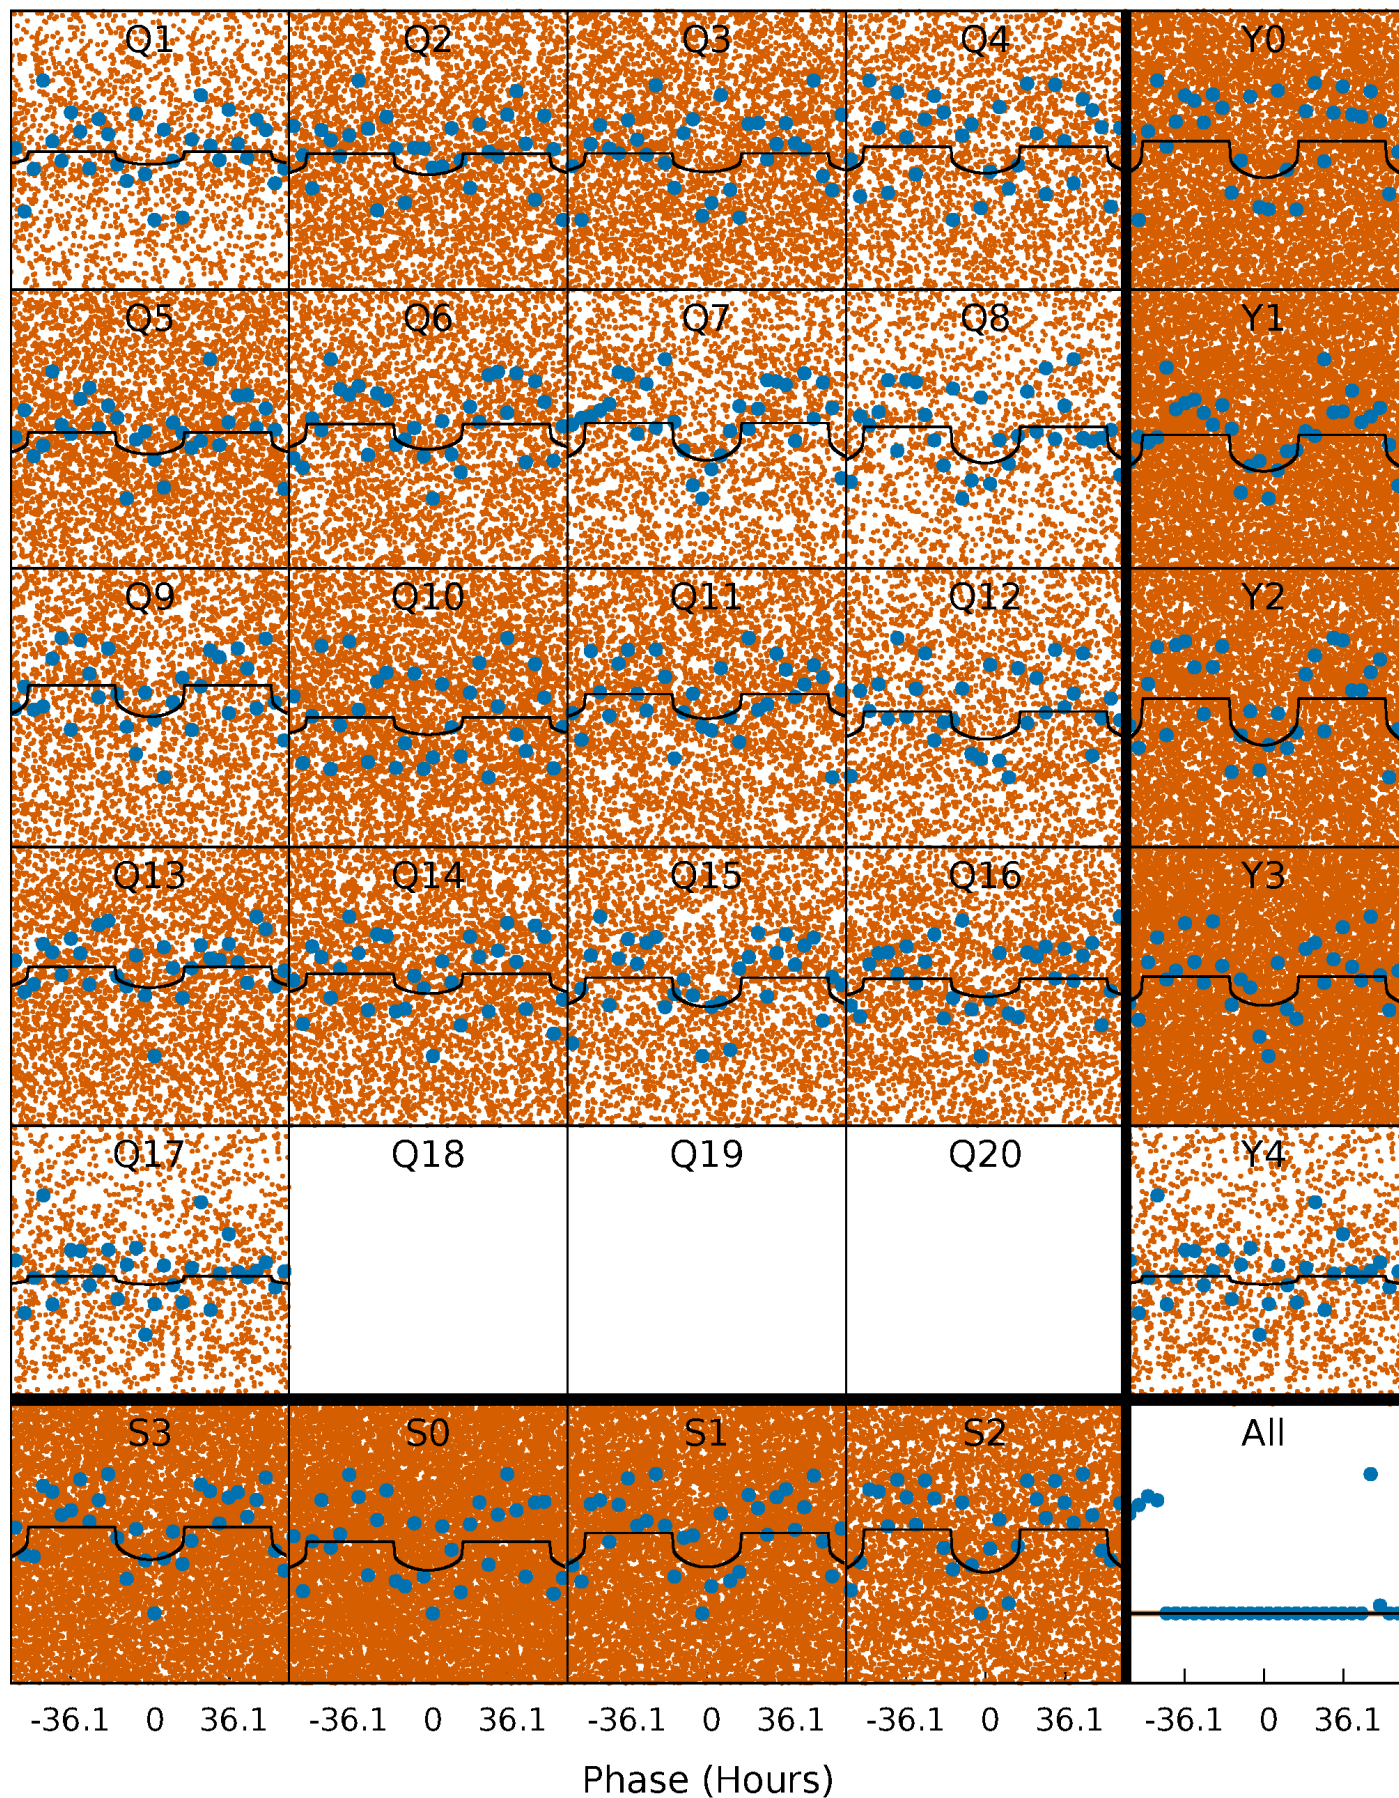 Q1 Q2 Q3 Q4 Y0
Q5 Q6 Q7 Q8 Y1
Q9 Q10 Q11 Q12 Y2
Q13 Q14 Q15 Q16 Y3
Q17 Q18 Q19 Q20 Y4
S3 S0 S1 S2 All
-36.1 0 36.1 -36.1 0 36.1 -36.1 0 36.1 -36.1 0 36.1 -36.1 0 36.1
Phase (Hours)